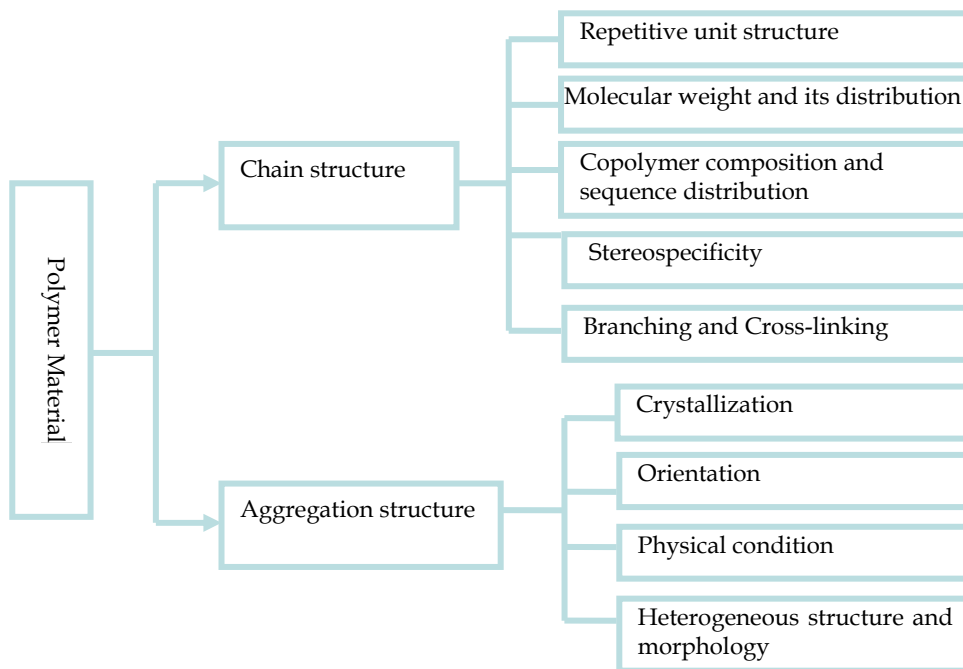 Polymer Material
Chain structure
Repetitive unit structure
Molecular weight and its distribution
Copolymer composition and
sequence distribution
Stereospecificity
Branching and Cross-linking
Aggregation structure
Crystallization
Orientation
Physical condition
Heterogeneous structure and
morphology